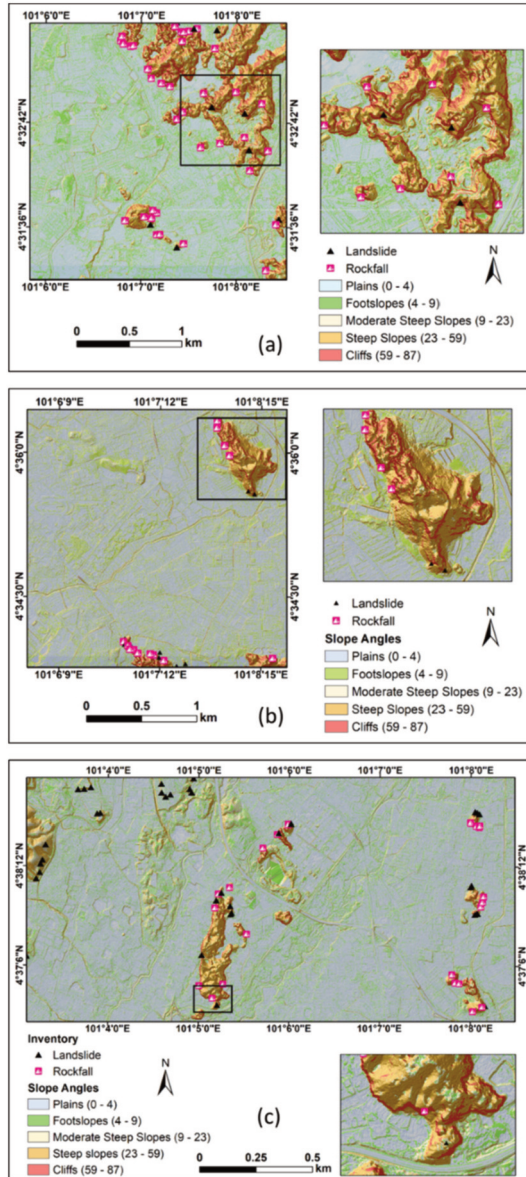 101°6'0"E 101°7'0"E 101°8'0"E
4°32'42"N
4°32'42"N
4°31'36"N
4°31'36"N
101°6'0"E 101°7'0"E 101°8'0"E
0 0.5 1
km
(a)
N
Landslide
Rockfall
Plains (0 - 4)
Footslopes (4 - 9)
Moderate Steep Slopes (9 - 23)
Steep Slopes (23 - 59)
Cliffs (59 - 87)
101°6'9"E 101°7'12"E 101°8'15"E
4°36'0"N
4°36'0"N
4°34'30"N
4°34'30"N
101°6'9"E 101°7'12"E 101°8'15"E
0 0.5 1
km
(b)
N
Landslide
Rockfall
Slope Angles
Plains (0 - 4)
Footslopes (4 - 9)
Moderate Steep Slopes (9 - 23)
Steep Slopes (23 - 59)
Cliffs (59 - 87)
101°4'0"E 101°5'0"E 101°6'0"E 101°7'0"E 101°8'0"E
4°38'12"N
4°38'12"N
4°37'6"N
4°37'6"N
101°4'0"E 101°5'0"E 101°6'0"E 101°7'0"E 101°8'0"E
Inventory
Landslide
Rockfall
N
Slope Angles
Plains (0 - 4)
Footslopes (4 - 9)
Moderate Steep Slopes (9 - 23)
Steep slopes (23 - 59)
Cliffs (59 - 87)
(c)
0 0.25 0.5
km